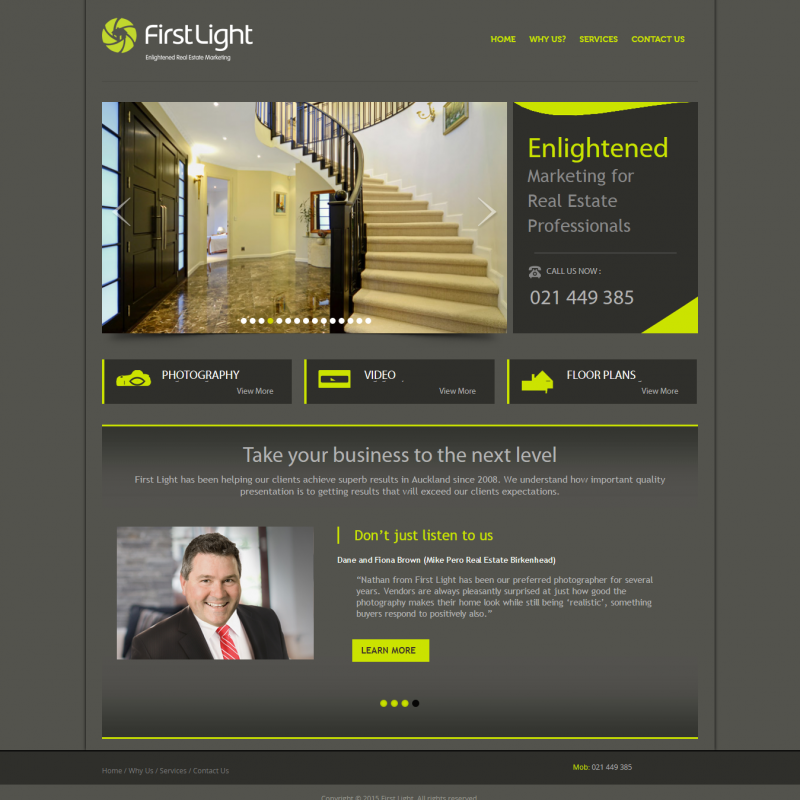 FirstLight
Enlightened Real Estate Marketing
HOME WHY US? SERVICES CONTACT US
Enlightened
Marketing for
Real Estate
Professionals
CALL US NOW :
021 449 385
PHOTOGRAPHY
View More
VIDEO
View More
FLOOR PLANS
View More
Take your business to the next level
First Light has been helping our clients achieve superb results in Auckland since 2008. We understand how important quality
presentation is to getting results that will exceed our clients expectations.
Don’t just listen to us
Dane and Fiona Brown (Mike Pero Real Estate Birkenhead)
“Nathan from First Light has been our preferred photographer for several
years. Vendors are always pleasantly surprised at just how good the
photography makes their home look while still being ‘realistic’, something
buyers respond to positively also.”
LEARN MORE
Home / Why Us / Services / Contact Us
Mob: 021 449 385
Copyright © 2015 First Light. All rights reserved